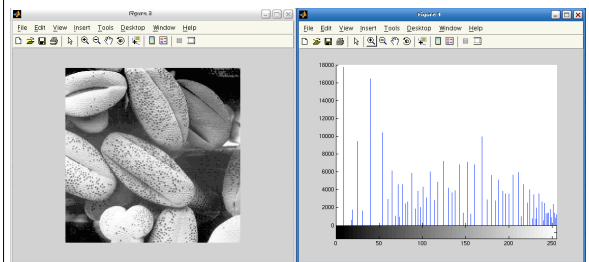 Figure 3
File Edit View Insert Tools Desktop Window Help
Figure 4
File Edit View Insert Tools Desktop Window Help
18000
16000
14000
12000
10000
8000
6000
4000
2000
0
0 50 100 150 200 250